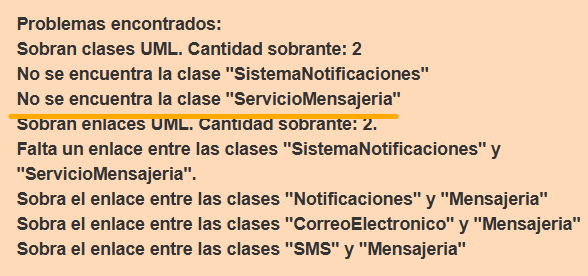 Problemas encontrados:
Sobran clases UML. Cantidad sobrante: 2
No se encuentra la clase "SistemaNotificaciones"
No se encuentra la clase "ServicioMensajeria"
Sobran enlaces UML. Cantidad sobrante: 2.
Falta un enlace entre las clases "SistemaNotificaciones" y
"ServicioMensajeria".
Sobra el enlace entre las clases "Notificaciones" y "Mensajeria"
Sobra el enlace entre las clases "CorreoElectronico" y "Mensajeria"
Sobra el enlace entre las clases "SMS" y "Mensajeria"